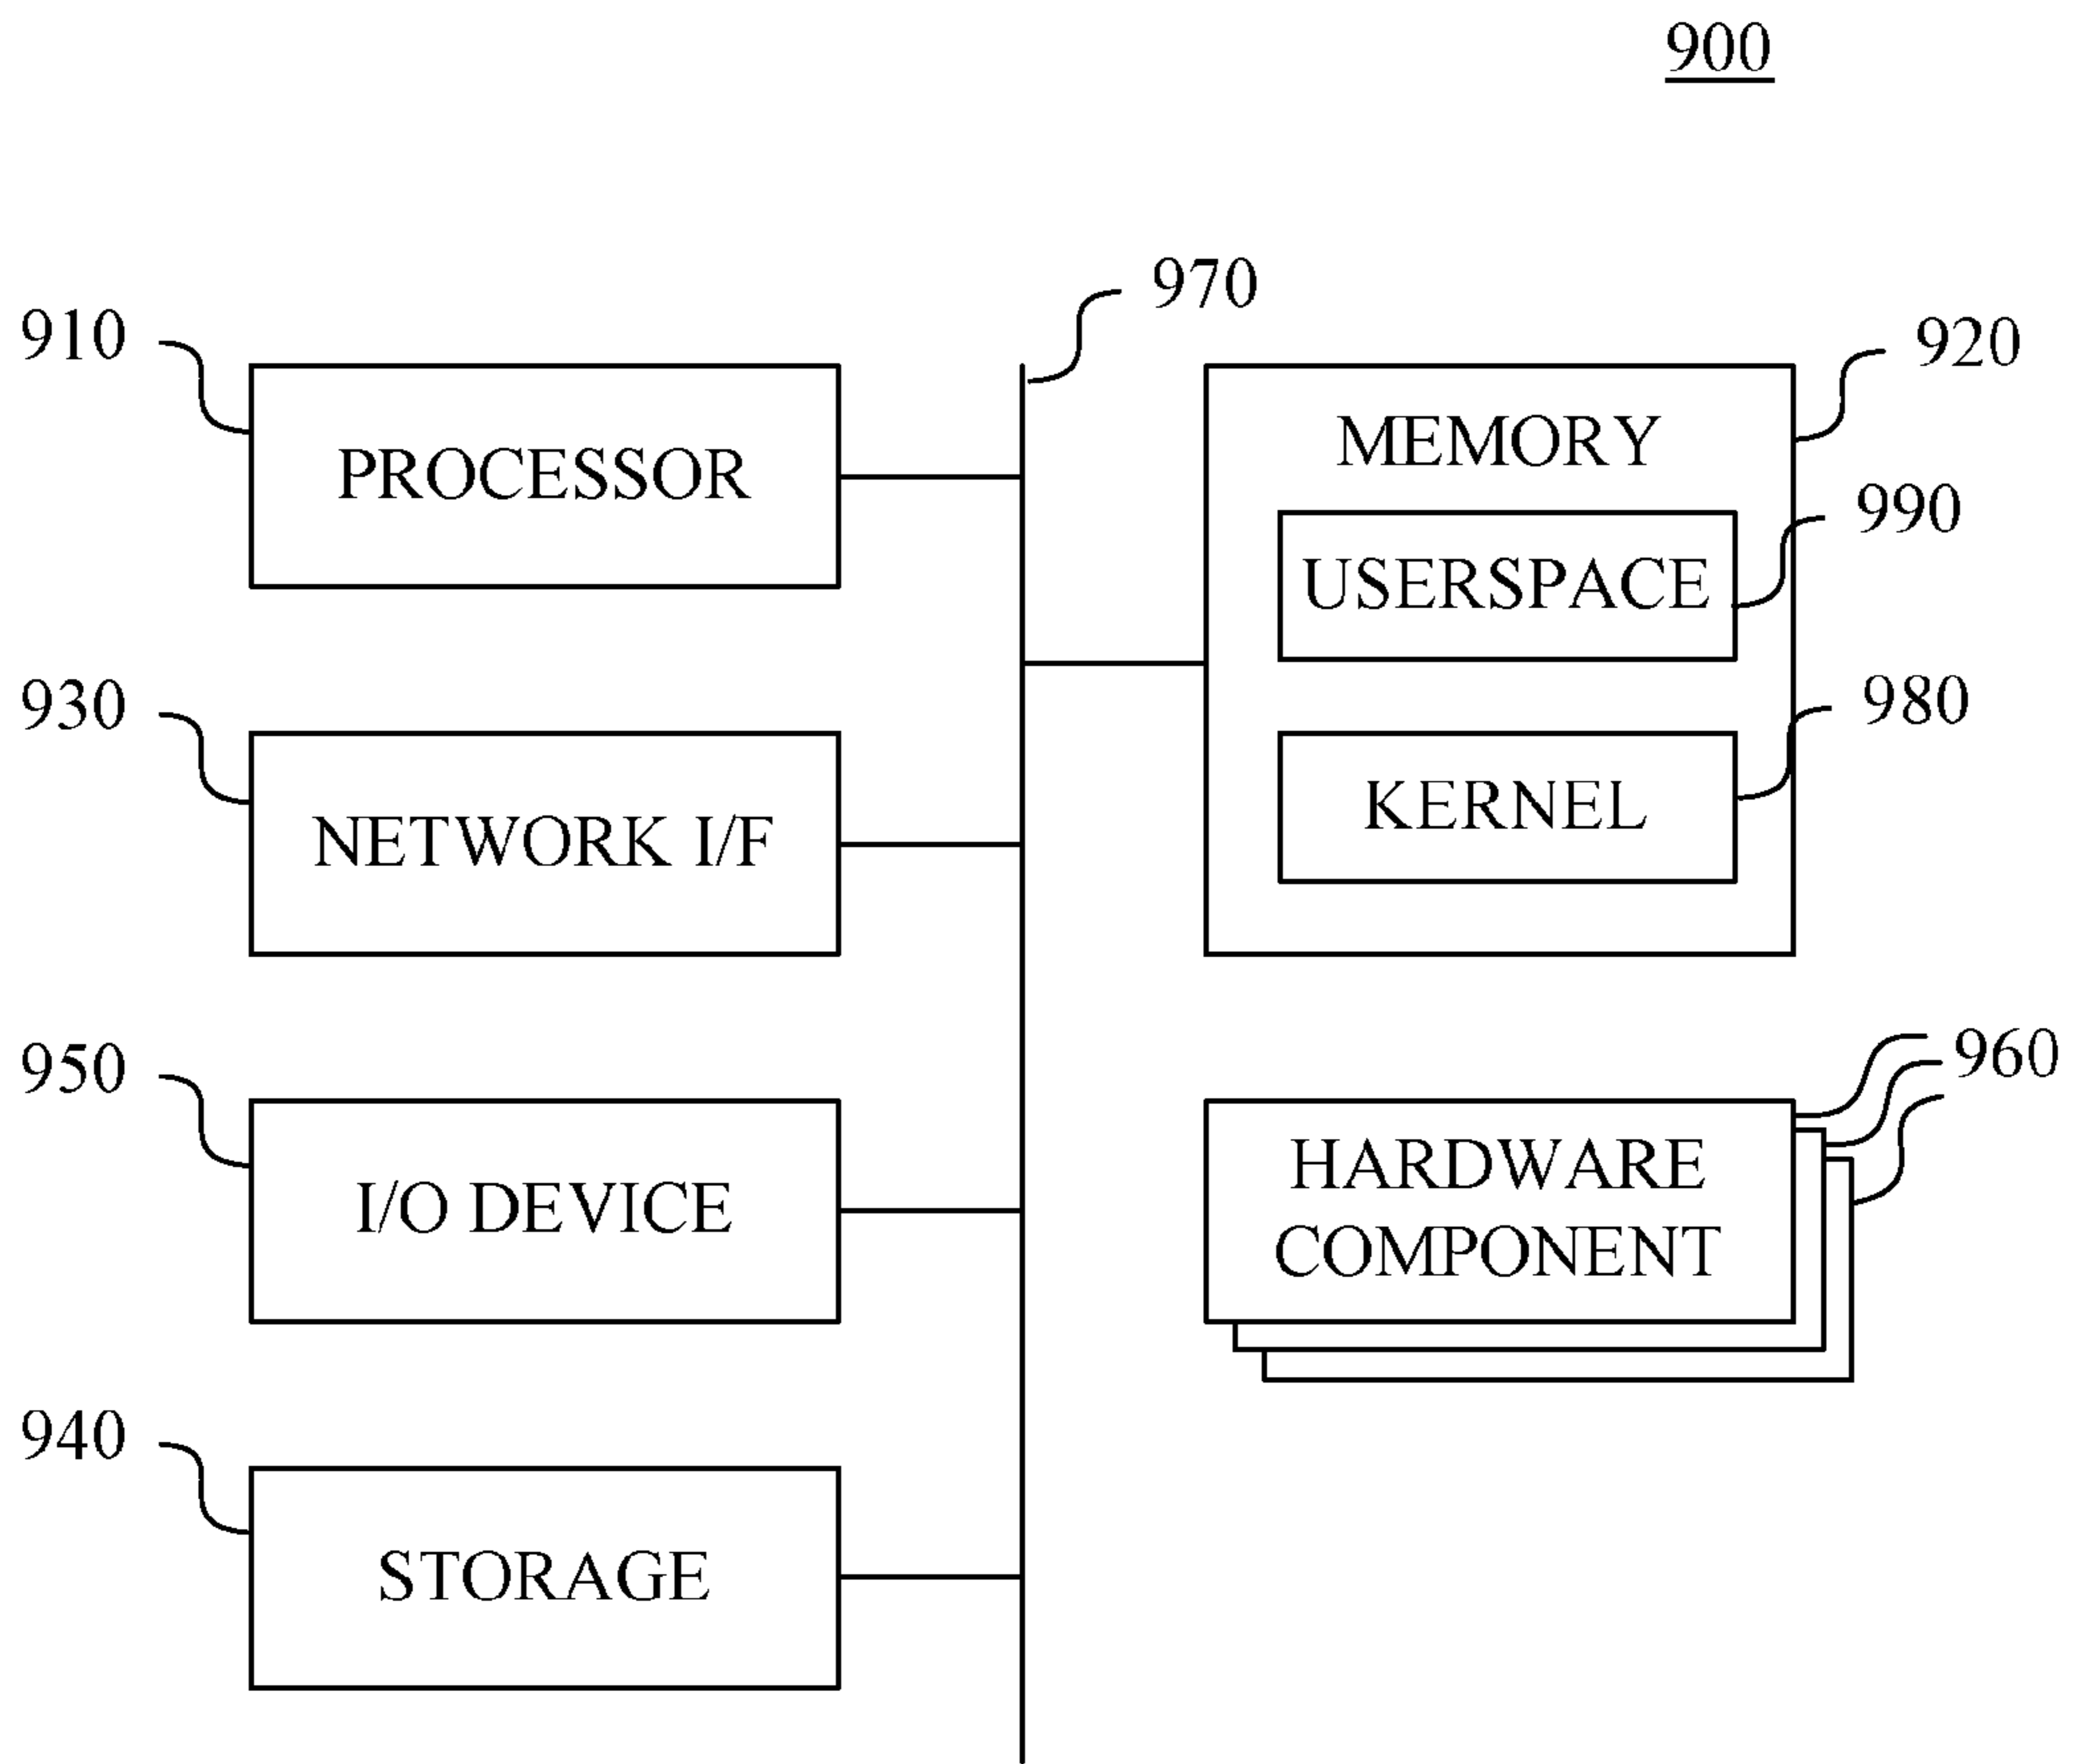 900
970
910
920
PROCESSOR
MEMORY
990
USERSPACE
930
980
NETWORK I/F
KERNEL
950
960
I/O DEVICE
HARDWARE
COMPONENT
940
STORAGE